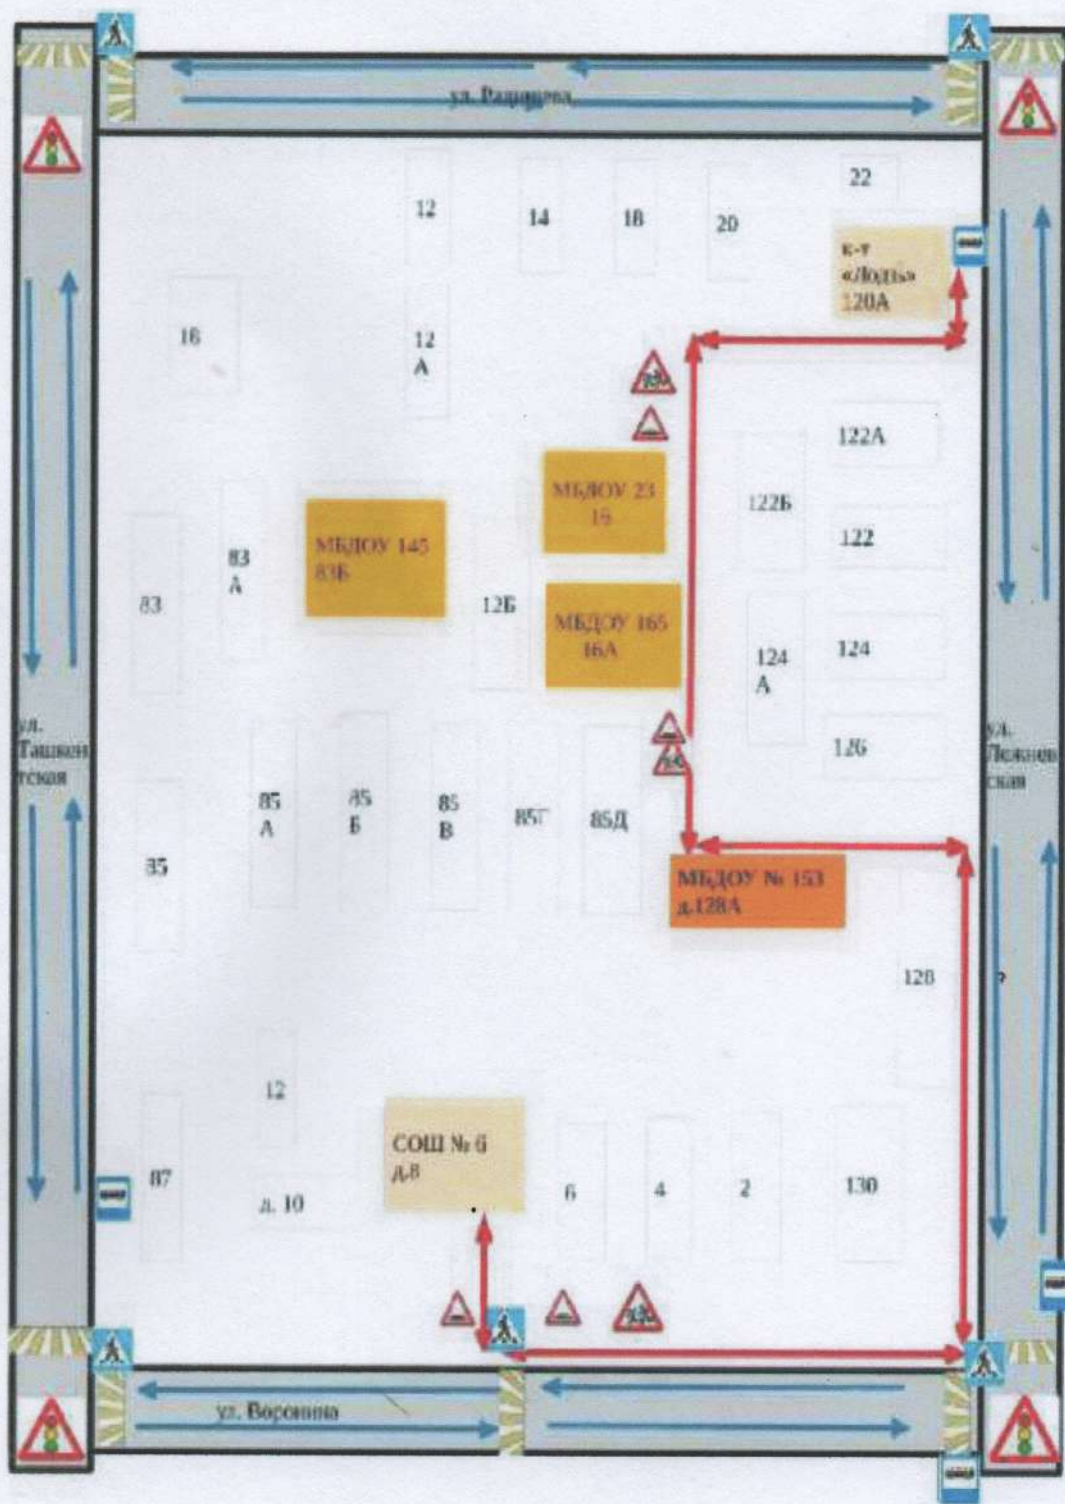 ул. Радищева
22
12
14
18
20
к-т
«Лодзь»
120А
16
12
А
122А
МБДОУ 23
16
122Б
122
МБДОУ 145
83Б
83
А
83
12Б
МБДОУ 165
16А
124
А
124
126
ул.
Ташкен
тская
ул.
Лежнев
ская
85
А
85
Б
85
В
85Г
85Д
85
МБДОУ № 153
д.128А
128
12
СОШ № 6
д.8
87
д. 10
6
4
2
130
ул. Воронина